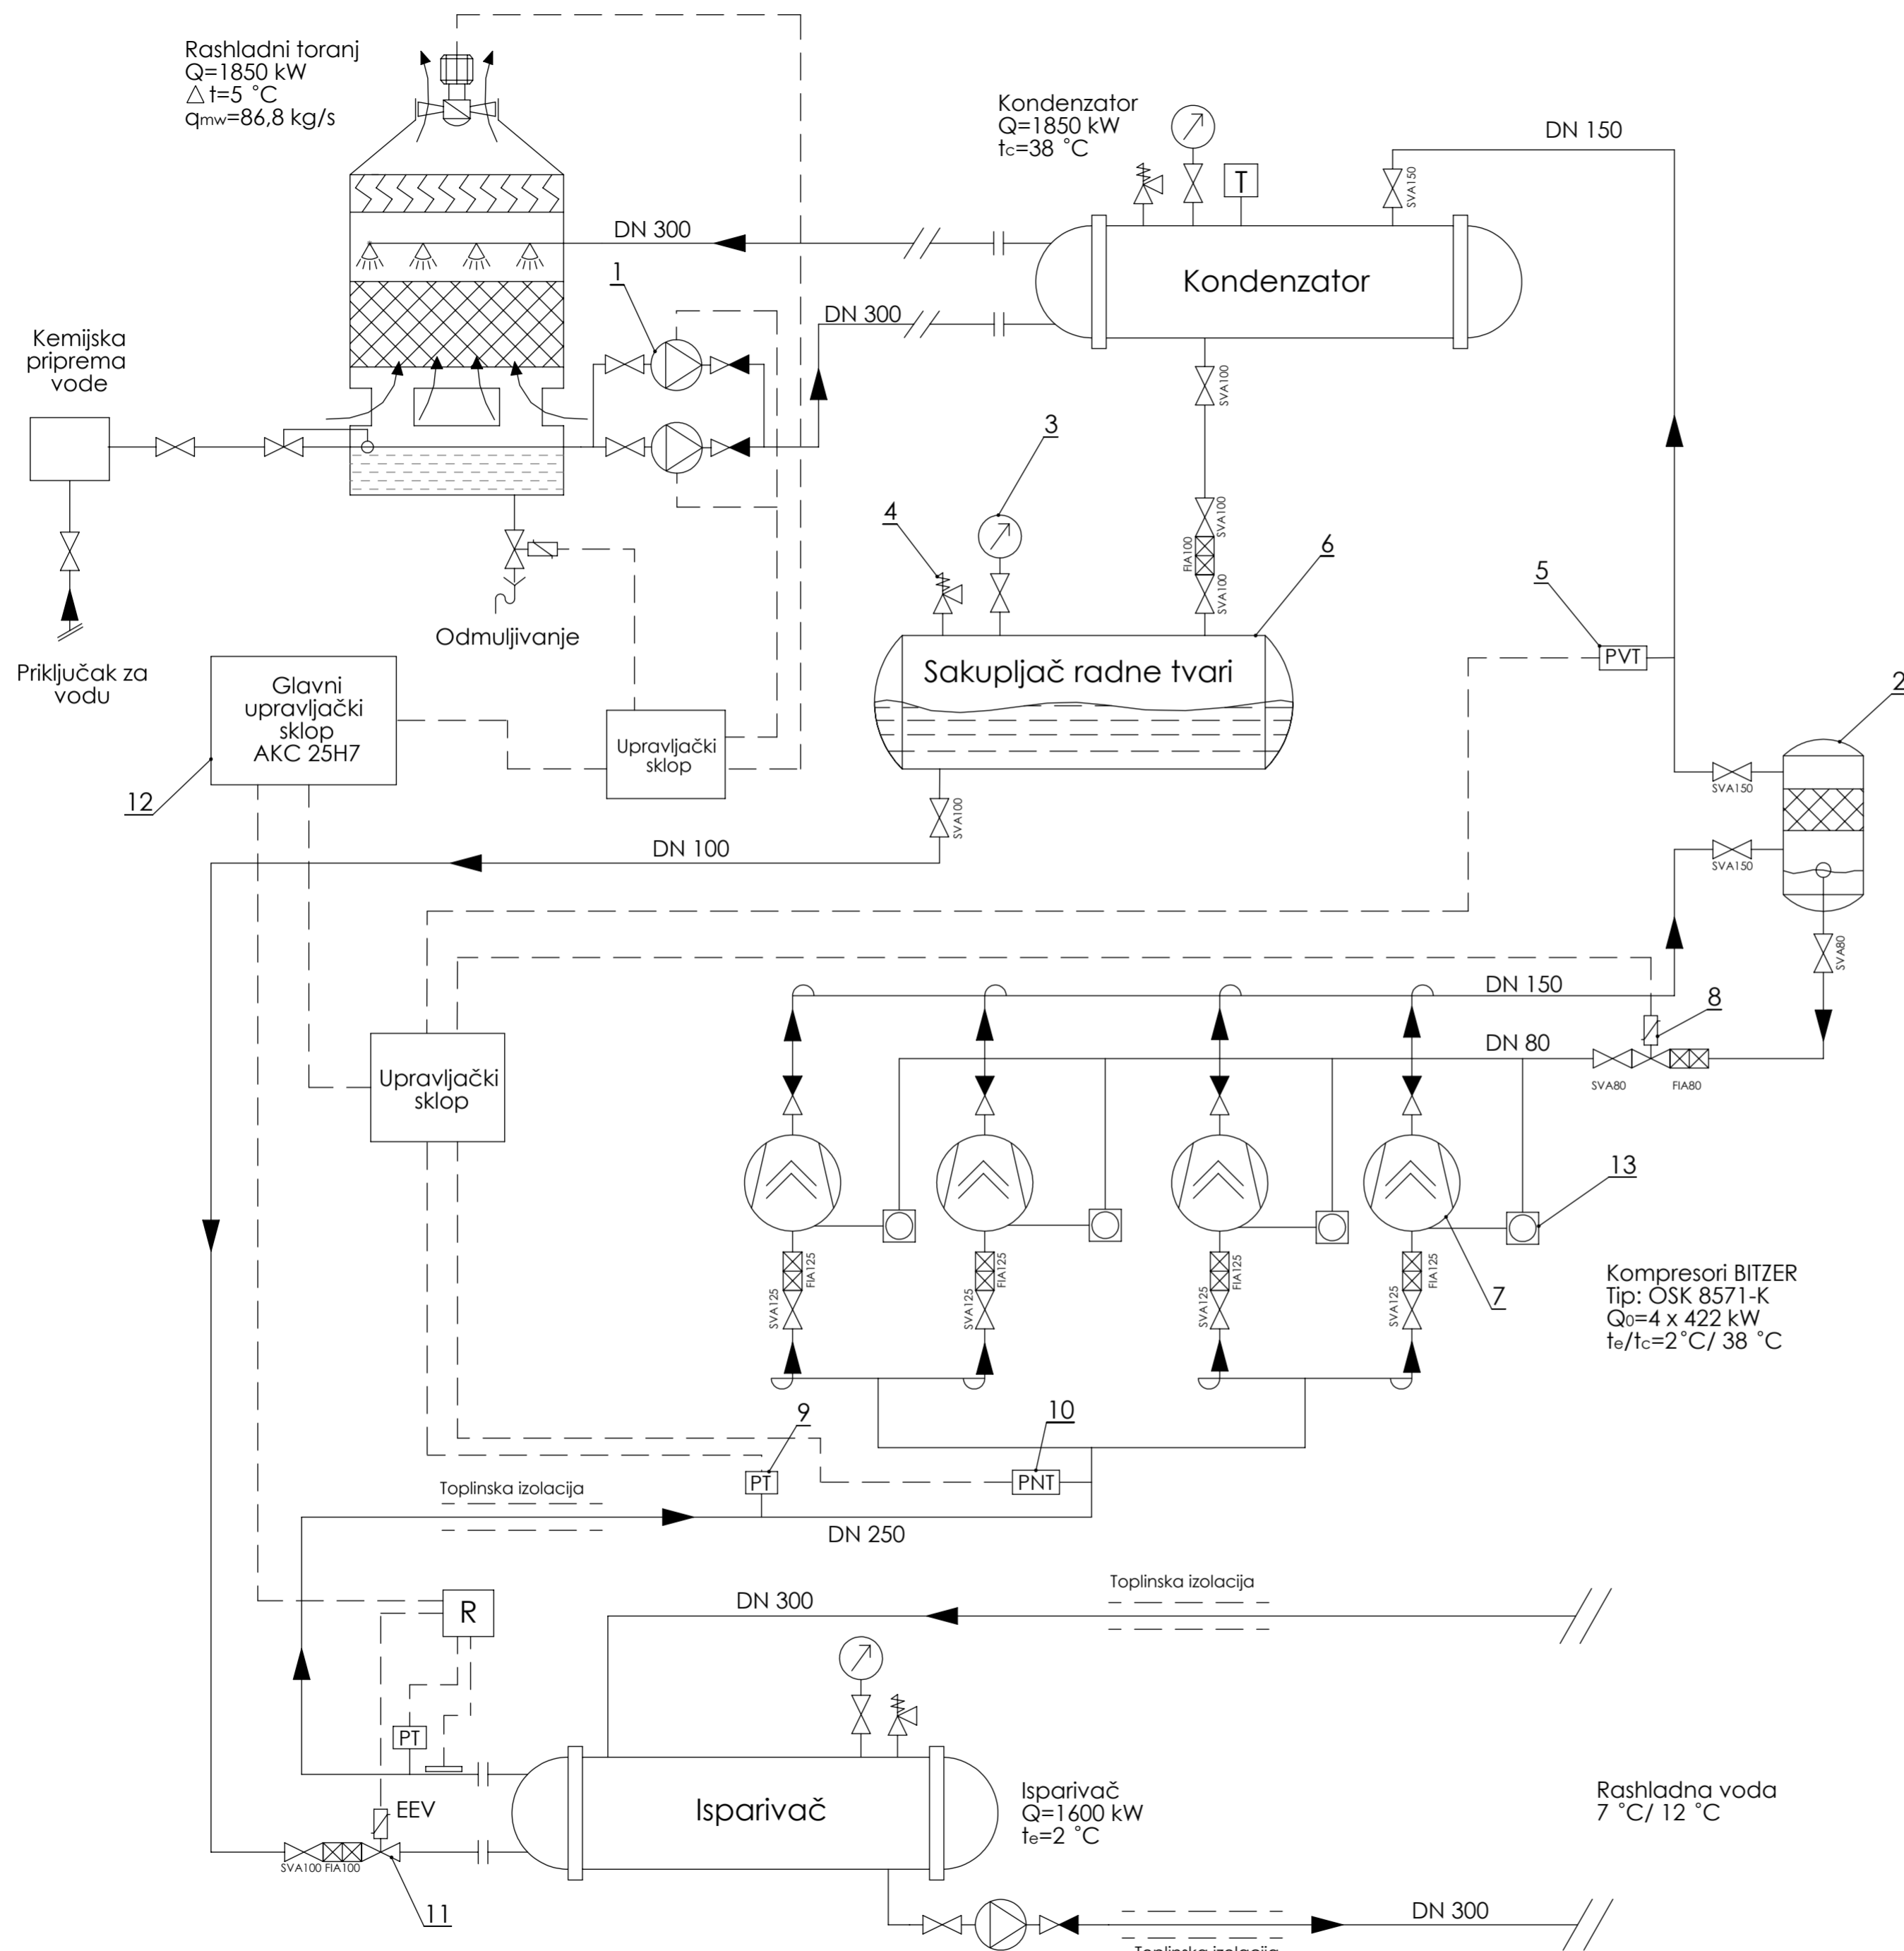 Rashladni toranj
Q=1850 kW
△t=5 °C
qmw=86,8 kg/s
Kondenzator
Q=1850 kW
tc=38 °C
DN 150
SVA150
T
DN 300
Kondenzator
1
DN 300
Kemijska
priprema
vode
SVA100
3
4
SVA100
FIA100
SVA100
6
5
PVT
2
Odmuljivanje
Priključak za
vodu
Sakupljač radne tvari
Glavni
upravljački
sklop
AKC 25H7
12
Upravljački
sklop
SVA150
SVA100
DN 100
SVA150
SVA80
DN 150
8
DN 80
SVA80
FIA80
Upravljački
sklop
13
FIA125
FIA125
FIA125
FIA125
SVA125
SVA125
SVA125
SVA125
7
Kompresori BITZER
Tip: OSK 8571-K
Q0=4 x 422 kW
te/tc=2°C/ 38 °C
9
10
PT
PNT
Toplinska izolacija
DN 250
Toplinska izolacija
DN 300
R
PT
EEV
Isparivač
Isparivač
Q=1600 kW
te=2 °C
Rashladna voda
7 °C/ 12 °C
SVA100 FIA100
11
DN 300
Toplinska izolacija